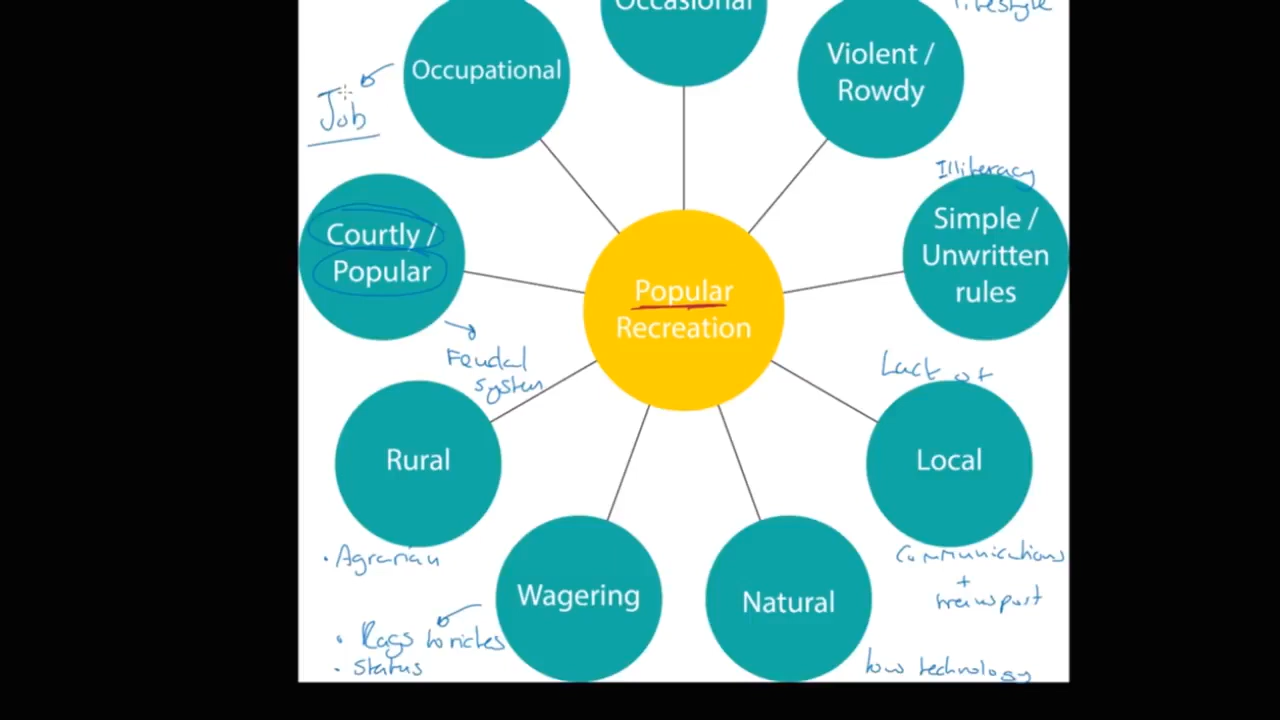 Occasional
lifestyle
Occupational
Violent /
Rowdy
Job
Illiteracy
Courtly /
Popular
Simple /
Unwritten
rules
Popular
Recreation
Feudal
system
Lack of
Rural
Local
Agrarian
Communications
+
transport
Wagering
Natural
• Rags to riches
• Status
low technology